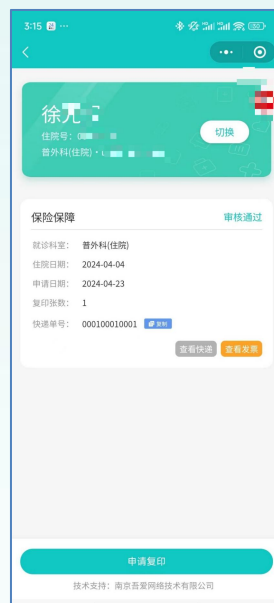 3:15
徐元
切换
住院号：
普外科(住院)·
保险保障 审核通过
就诊科室： 普外科(住院)
住院日期： 2024-04-04
申请日期： 2024-04-23
复印张数： 1
快递单号： 000100010001 复制
查看快递 查看发票
申请复印
技术支持：南京吾爱网络技术有限公司